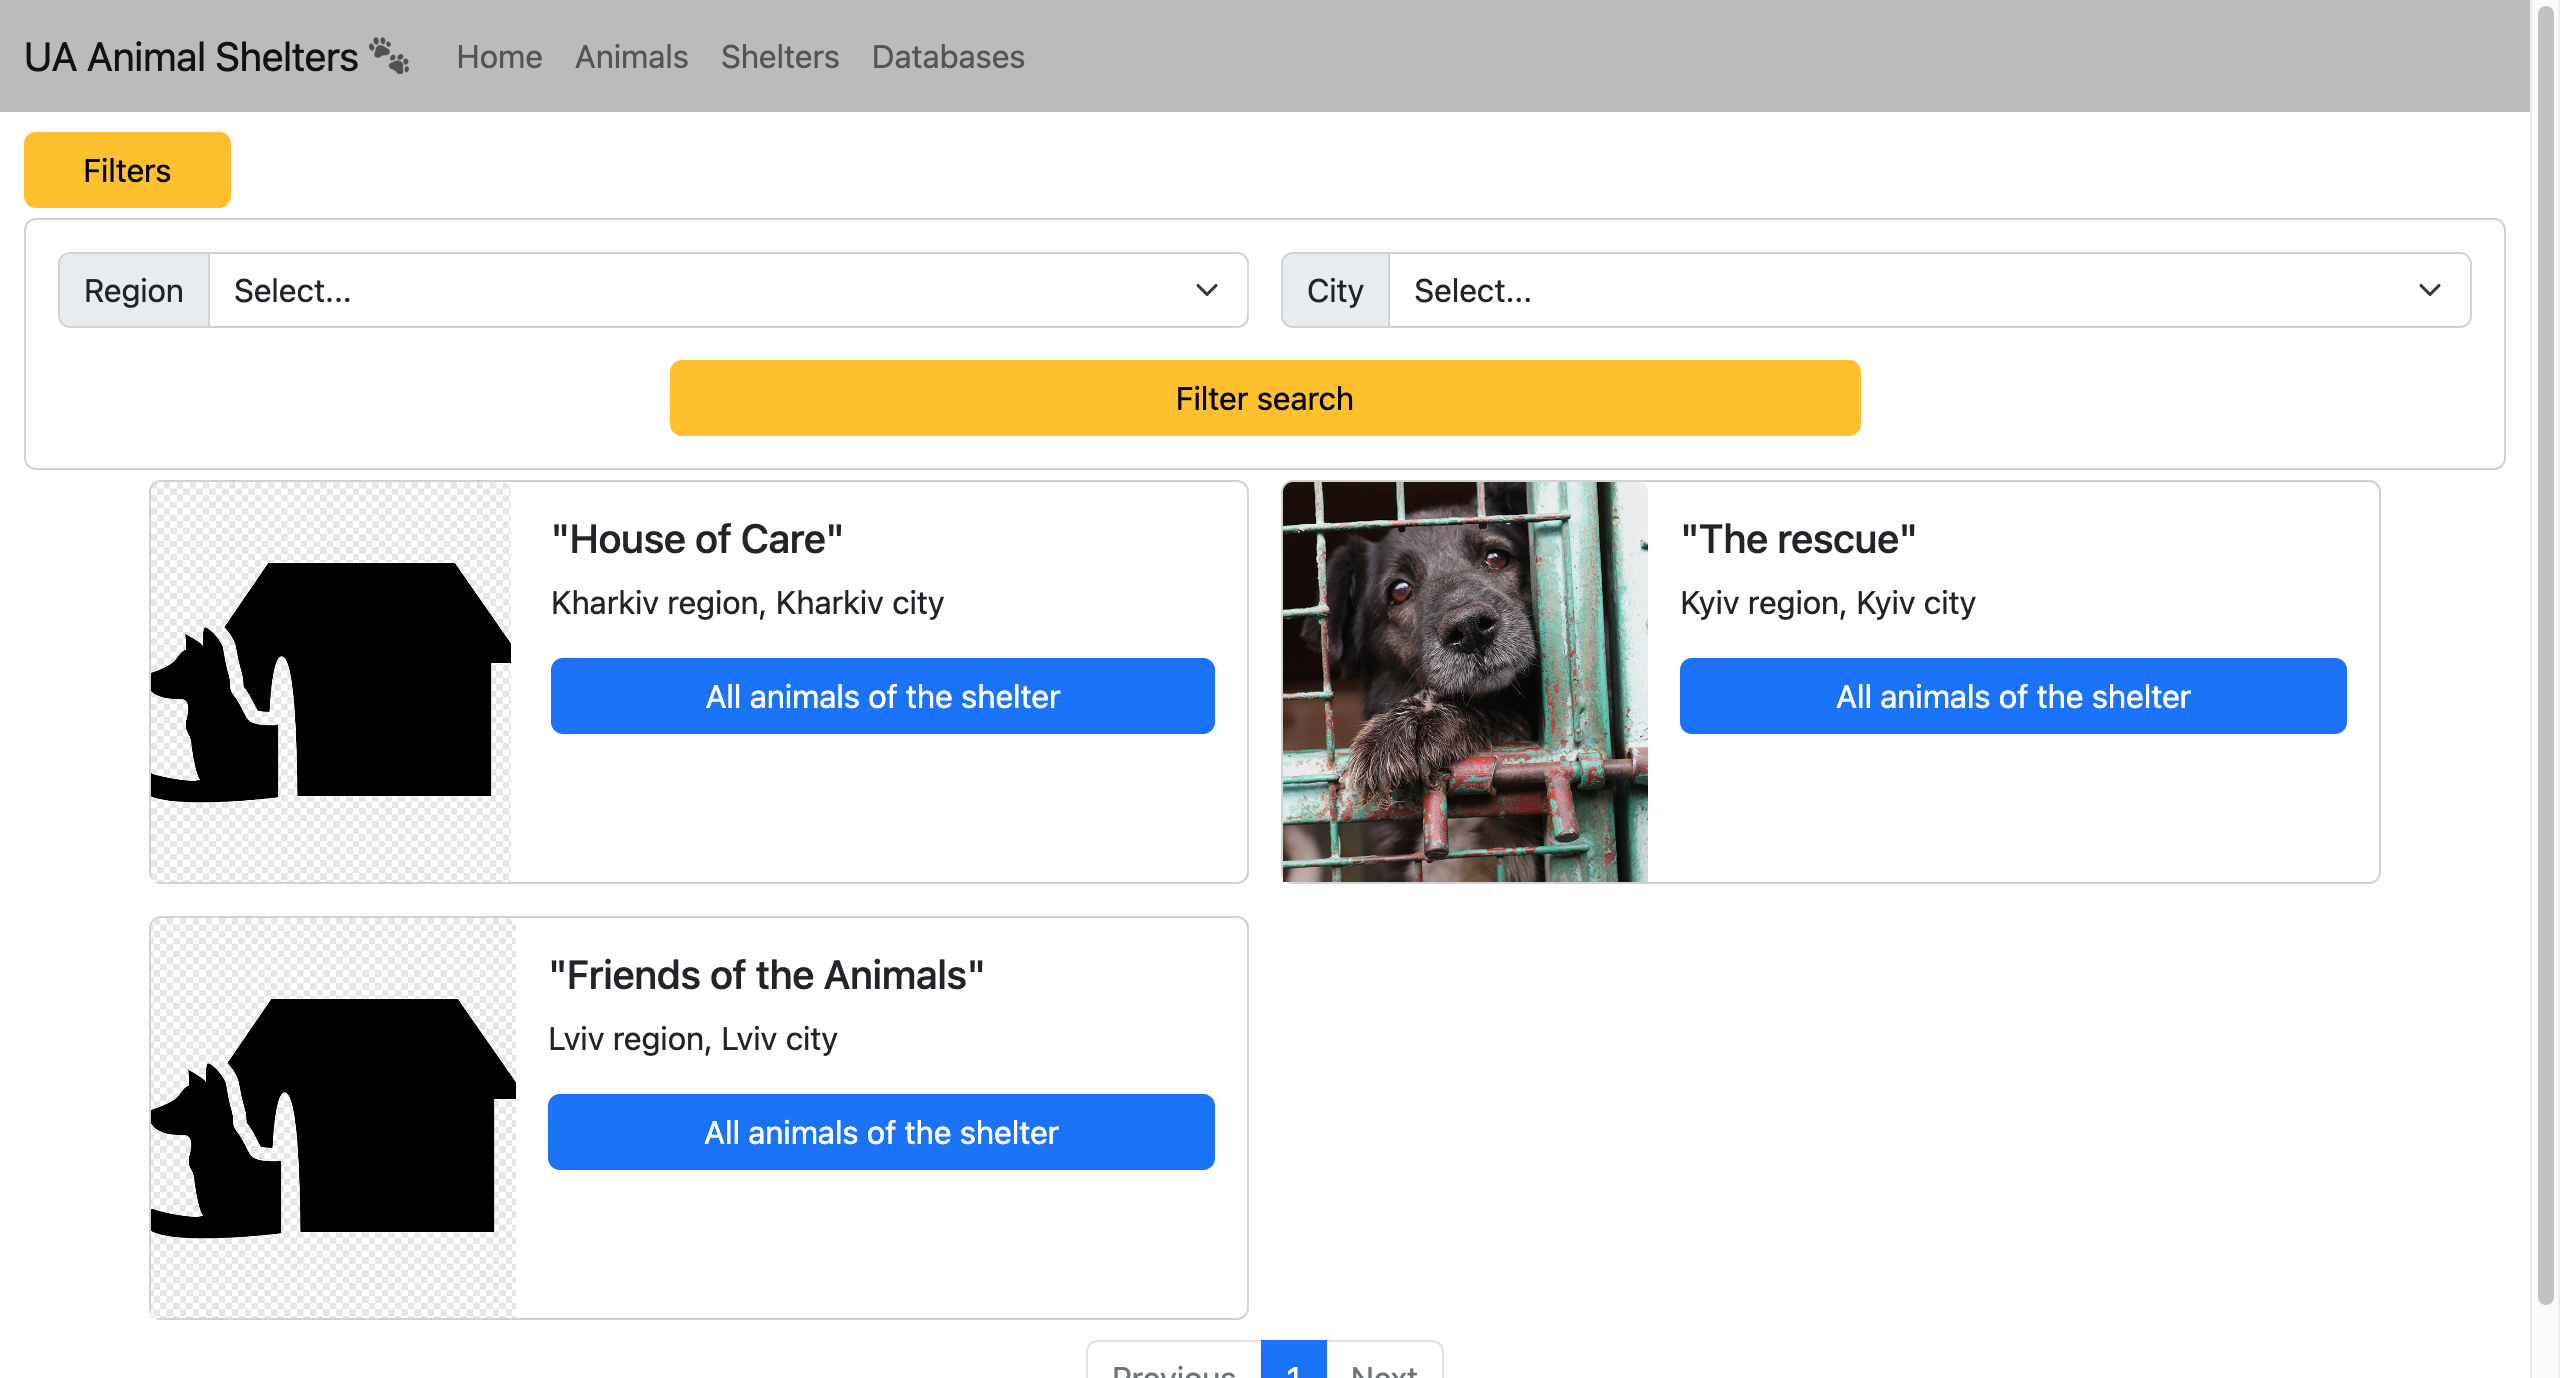 UA Animal Shelters Home Animals Shelters Databases
Filters
Region Select... City Select...
Filter search
"House of Care"
Kharkiv region, Kharkiv city
All animals of the shelter
"The rescue"
Kyiv region, Kyiv city
All animals of the shelter
"Friends of the Animals"
Lviv region, Lviv city
All animals of the shelter
Previous 1 Next